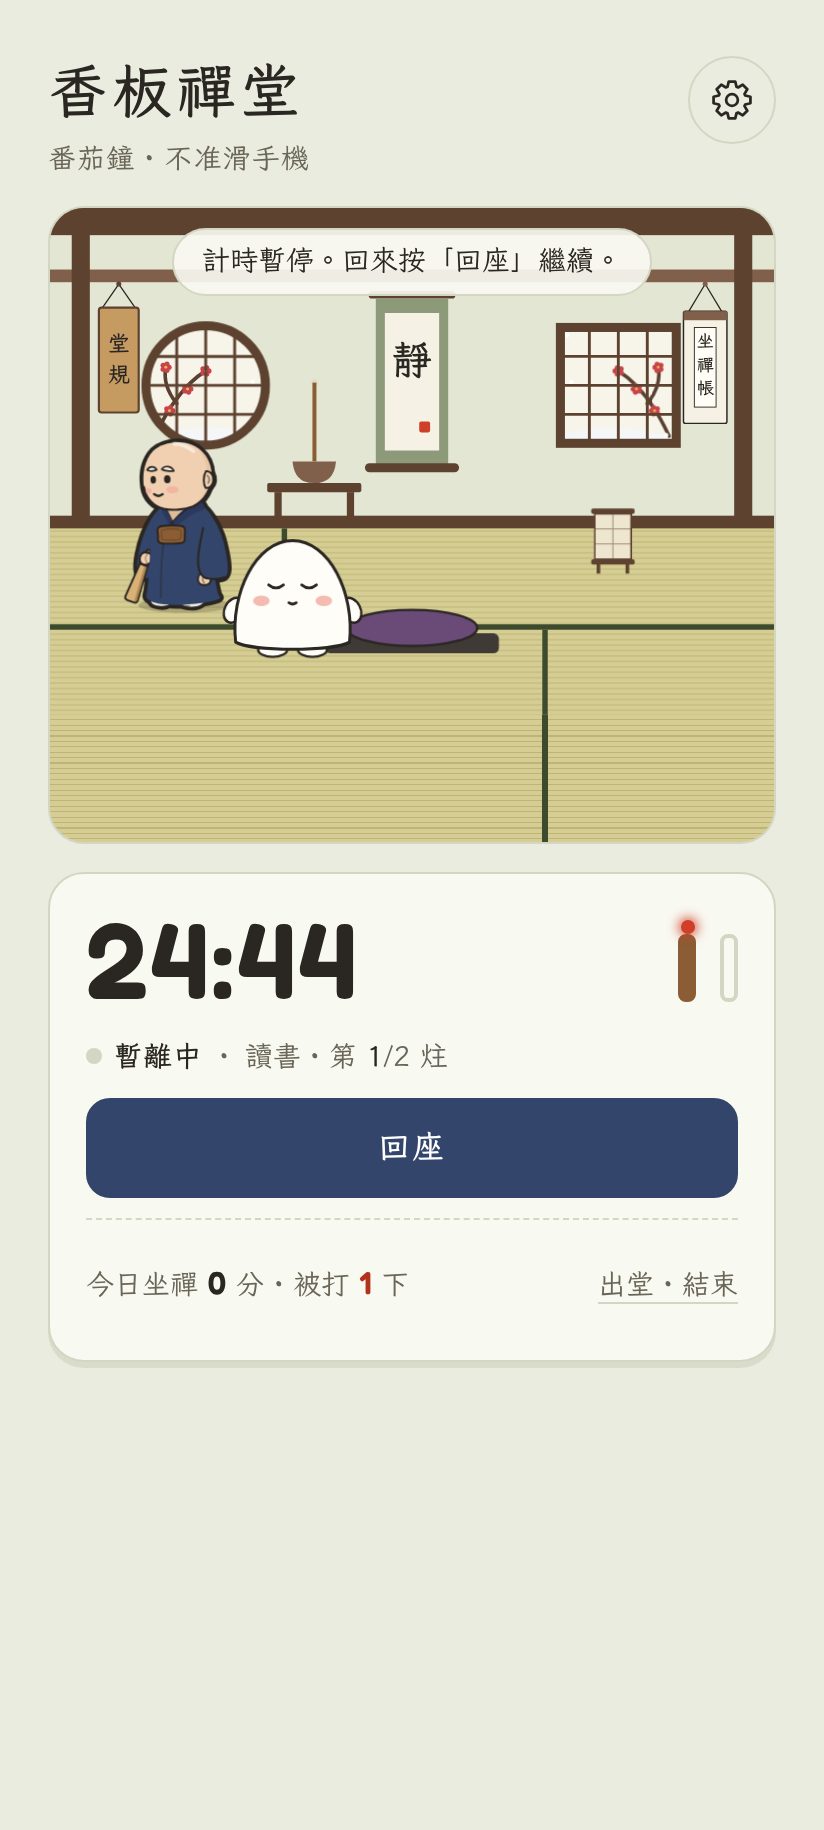 香板禪堂
番茄鐘・不准滑手機
計時暫停。回來按「回座」繼續。
堂規
靜
坐禪帳
24:44
暫離中・讀書・第 1/2 炷
回座
今日坐禪 0 分・被打 1 下
出堂・結束